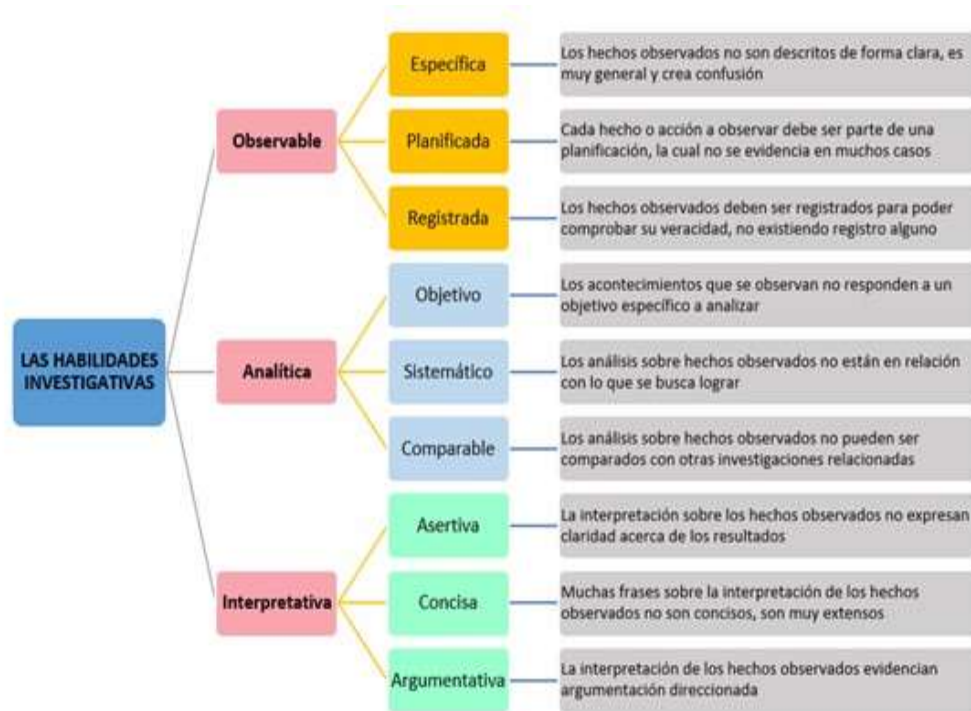 LAS HABILIDADES
INVESTIGATIVAS
Observable
Específica
Los hechos observados no son descritos de forma clara, es
muy general y crea confusión
Planificada
Cada hecho o acción a observar debe ser parte de una
planificación, la cual no se evidencia en muchos casos
Registrada
Los hechos observados deben ser registrados para poder
comprobar su veracidad, no existiendo registro alguno
Analítica
Objetivo
Los acontecimientos que se observan no responden a un
objetivo específico a analizar
Sistemático
Los análisis sobre hechos observados no están en relación
con lo que se busca lograr
Comparable
Los análisis sobre hechos observados no pueden ser
comparados con otras investigaciones relacionadas
Interpretativa
Asertiva
La interpretación sobre los hechos observados no expresan
claridad acerca de los resultados
Concisa
Muchas frases sobre la interpretación de los hechos
observados no son concisos, son muy extensos
Argumentativa
La interpretación de los hechos observados evidencian
argumentación direccionada